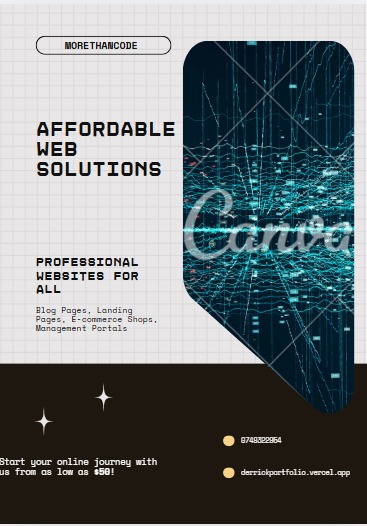 MORETHANCODE
AFFORDABLE
WEB
SOLUTIONS
Canva
PROFESSIONAL
WEBSITES FOR
ALL
Blog Pages, Landing
Pages, E-commerce Shops,
Management Portals
Start your online journey with
us from as low as $50!
0748322954
derrickportfolio.vercel.app